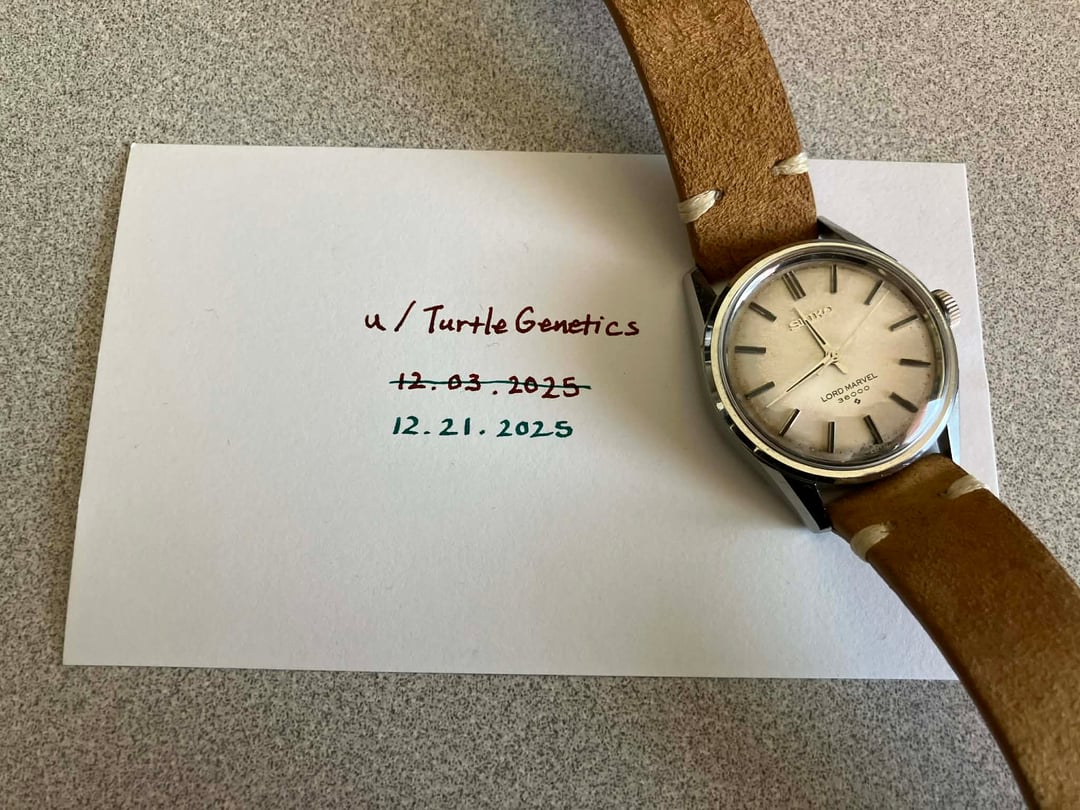 u/TurtleGenetics
12.03.2025
12.21.2025
SEIKO
LORD MARVEL
36000